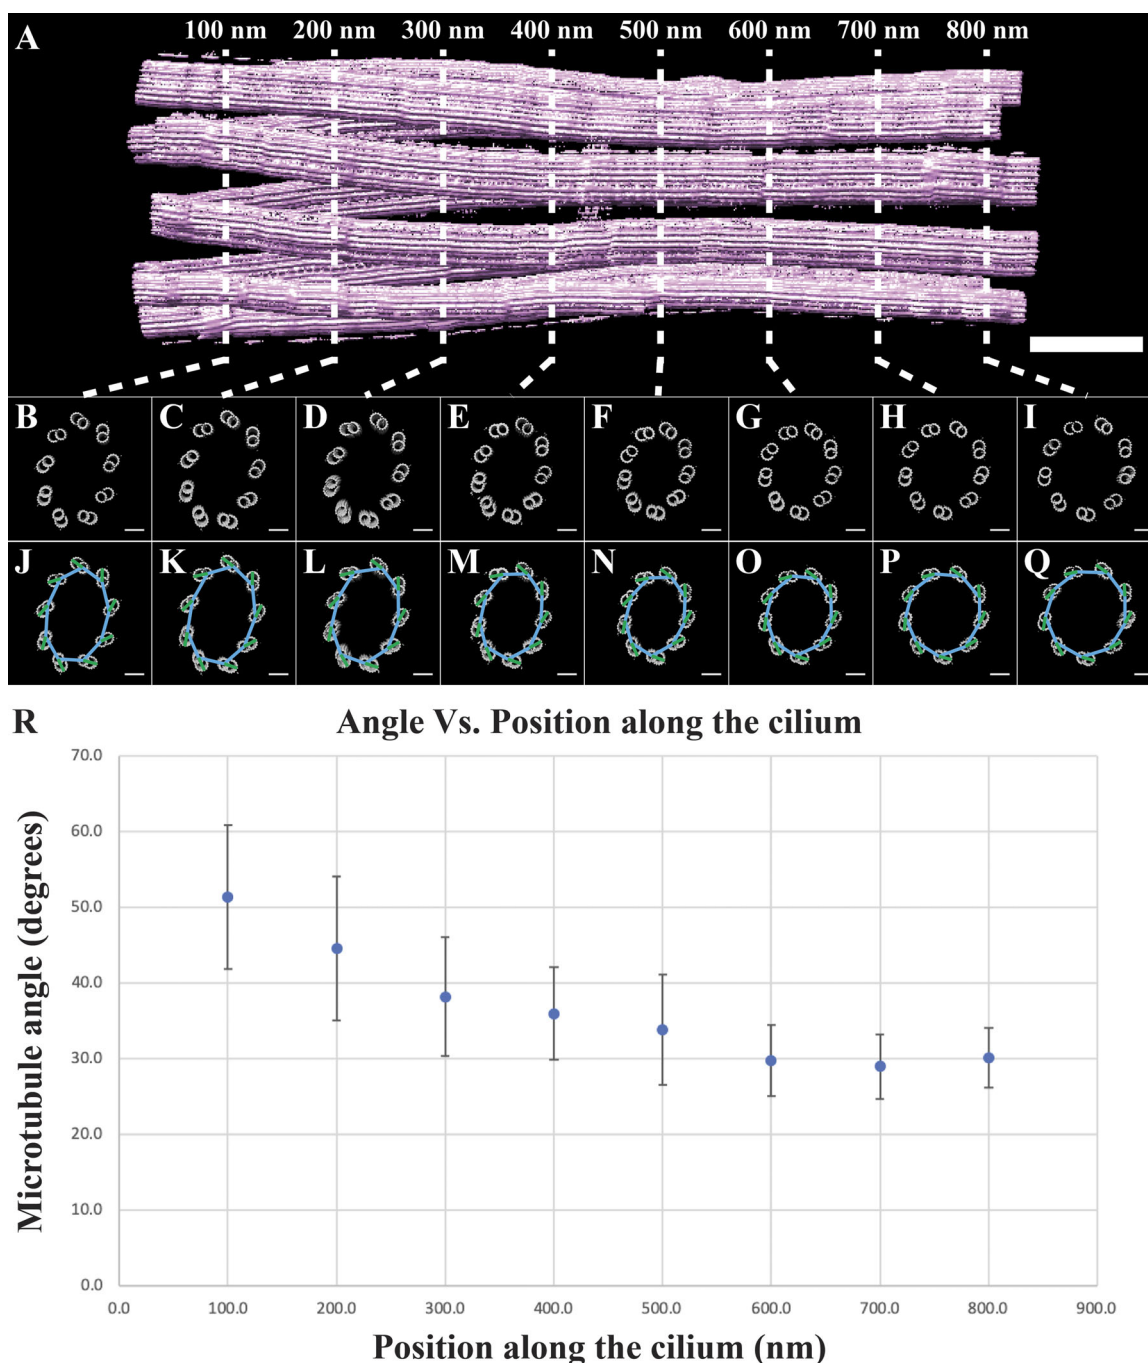 A
100 nm 200 nm 300 nm 400 nm 500 nm 600 nm 700 nm 800 nm
B C D E F G H I
J K L M N O P Q
R Angle Vs. Position along the cilium
Microtubule angle (degrees)
70.0
60.0
50.0
40.0
30.0
20.0
10.0
0.0
0.0 100.0 200.0 300.0 400.0 500.0 600.0 700.0 800.0 900.0
Position along the cilium (nm)